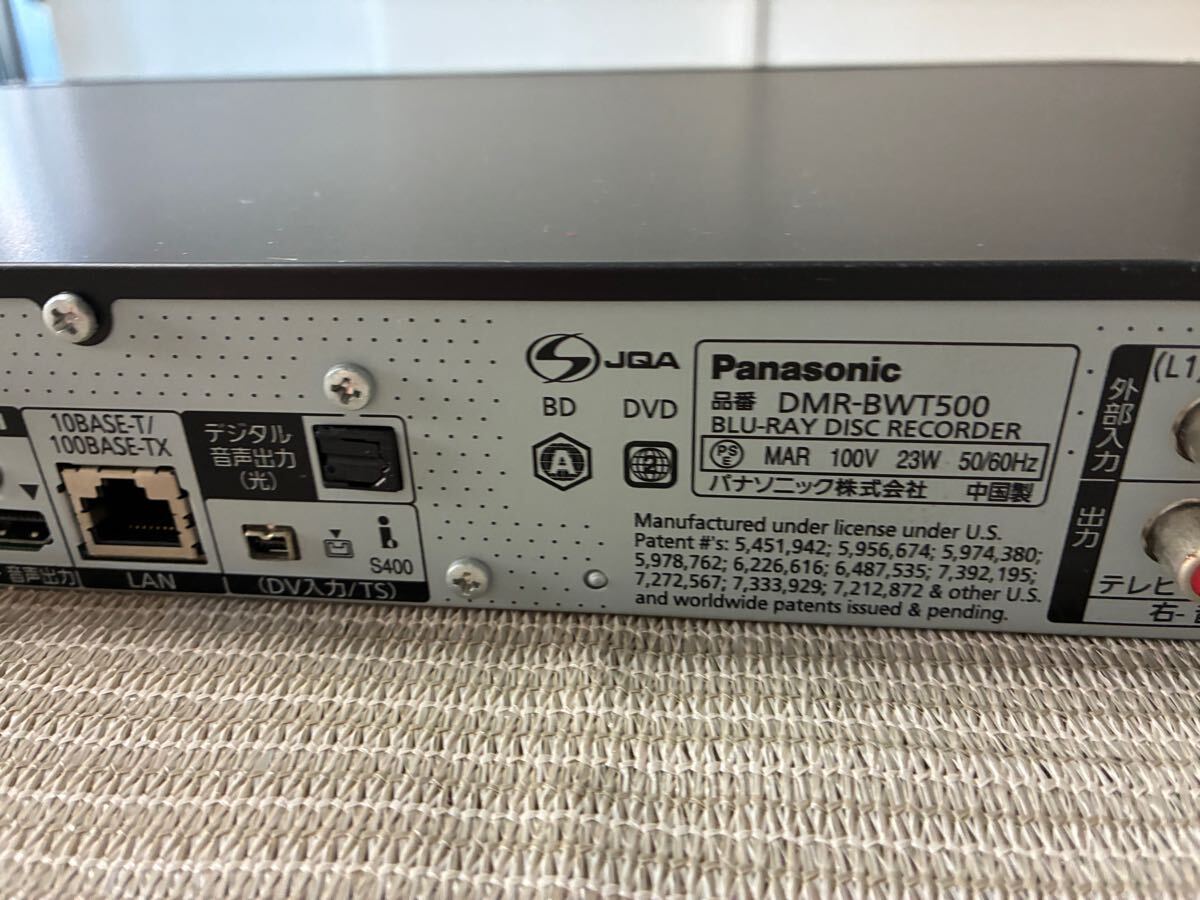 10BASE-T/
100BASE-TX
LAN
音声出力
デジタル
音声出力
(光)
S400
(DV入力/TS)
JQA
BD DVD
A
2
Panasonic
品番 DMR-BWT500
BLU-RAY DISC RECORDER
PSE MAR 100V 23W 50/60Hz
パナソニック株式会社 中国製
Manufactured under license under U.S.
Patent #'s: 5,451,942; 5,956,674; 5,974,380;
5,978,762; 6,226,616; 6,487,535; 7,392,195;
7,272,567; 7,333,929; 7,212,872 & other U.S.
and worldwide patents issued & pending.
(L1)
外部入力
出力
テレビ
右-